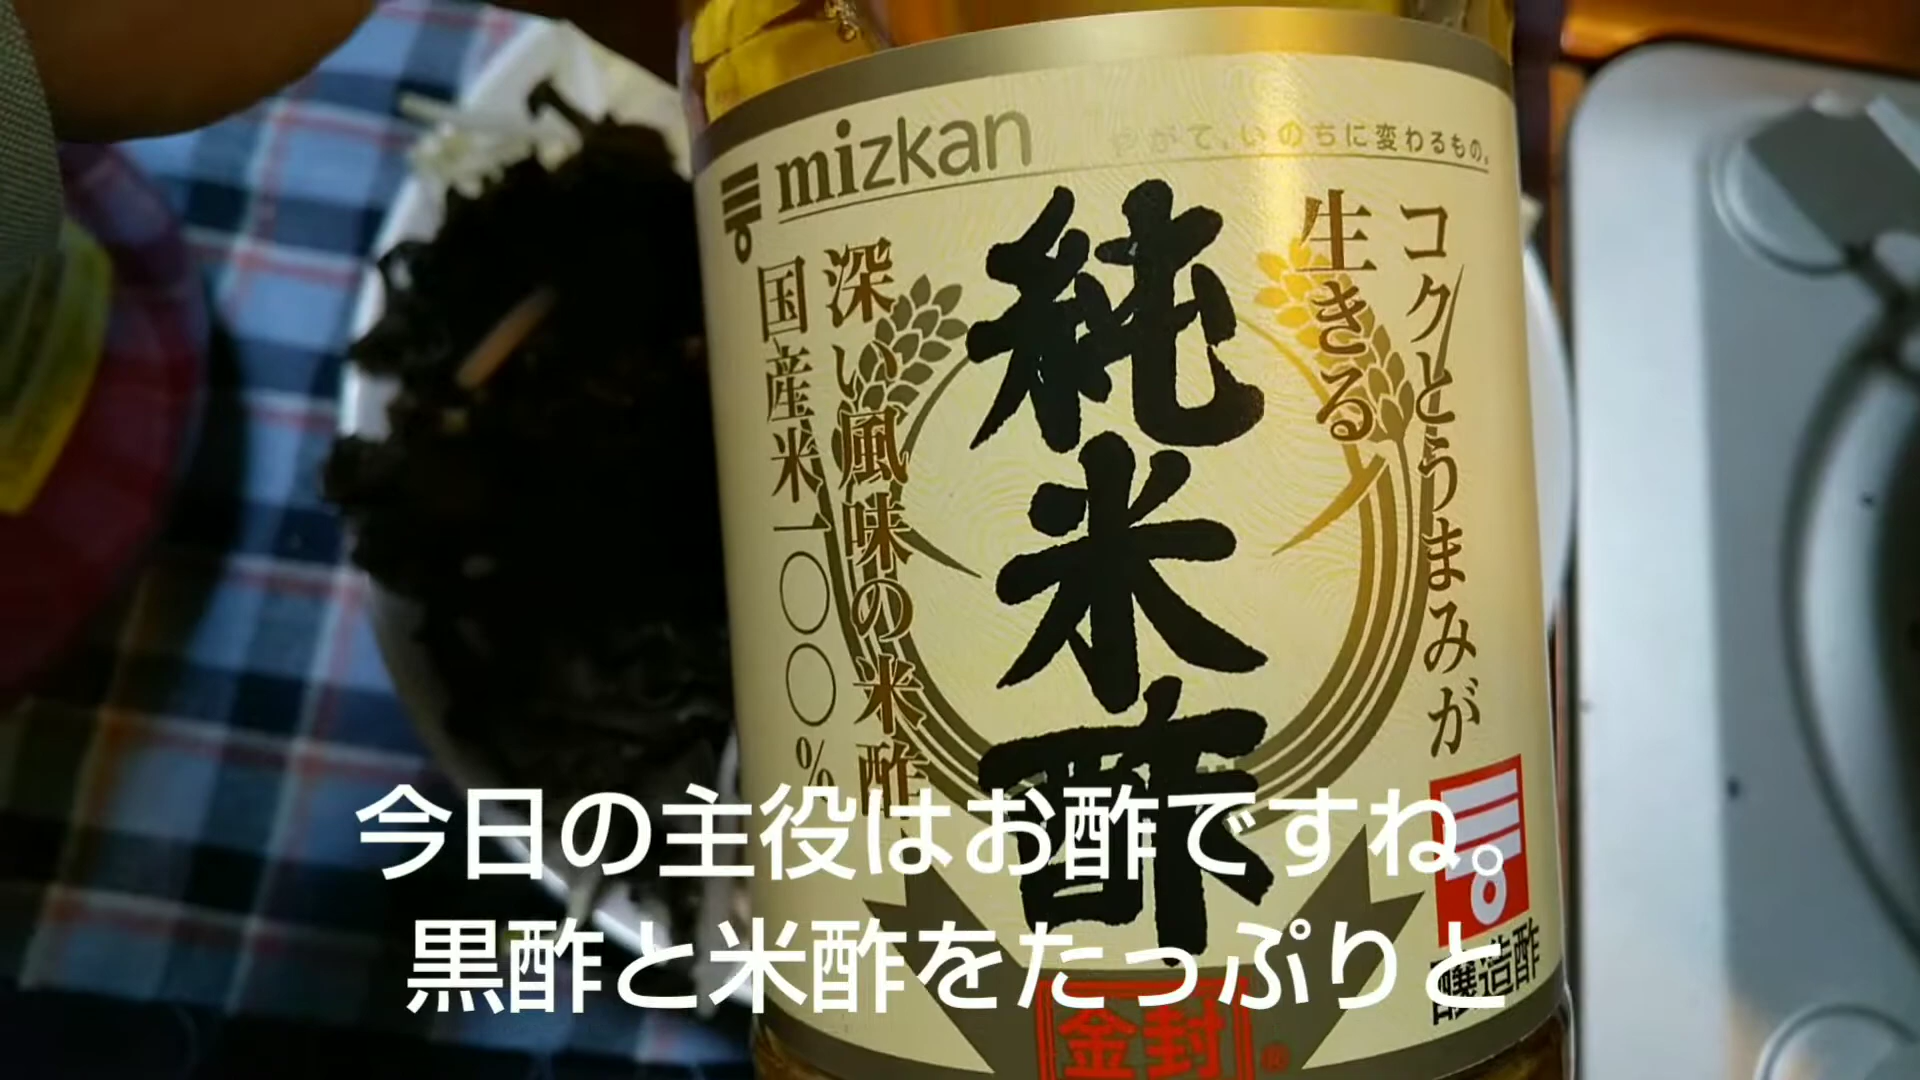 mizkan
やがて、いのちに変わるもの。
コクとうまみが
生きる
純米酢
深い風味の米酢
国産米一〇〇%
醸造酢
金封
今日の主役はお酢ですね。
黒酢と米酢をたっぷりと